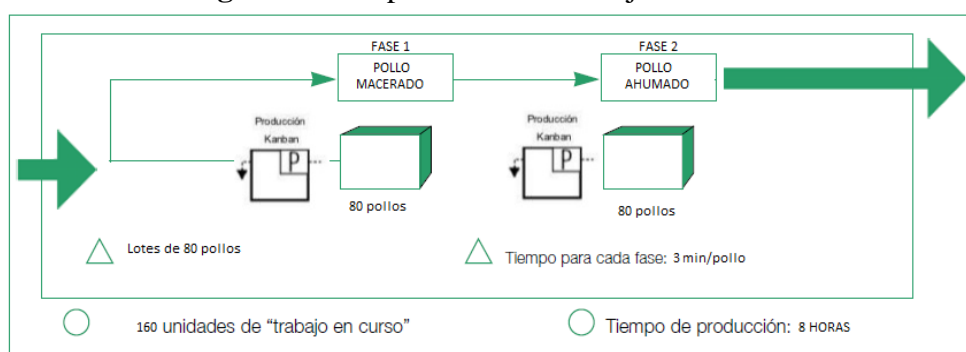 FASE 1
FASE 2
POLLO
MACERADO
POLLO
AHUMADO
Producción
Kanban
P
80 pollos
Producción
Kanban
P
80 pollos
Lotes de 80 pollos
Tiempo para cada fase: 3 min/pollo
160 unidades de “trabajo en curso”
Tiempo de producción: 8 HORAS